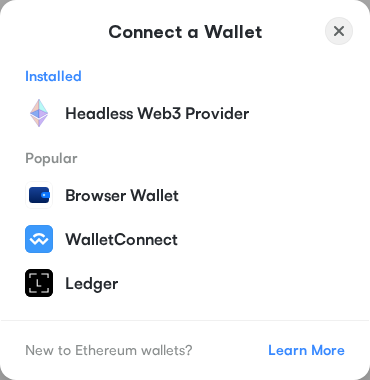 Connect a Wallet
Installed
Headless Web3 Provider
Popular
Browser Wallet
WalletConnect
Ledger
New to Ethereum wallets?
Learn More